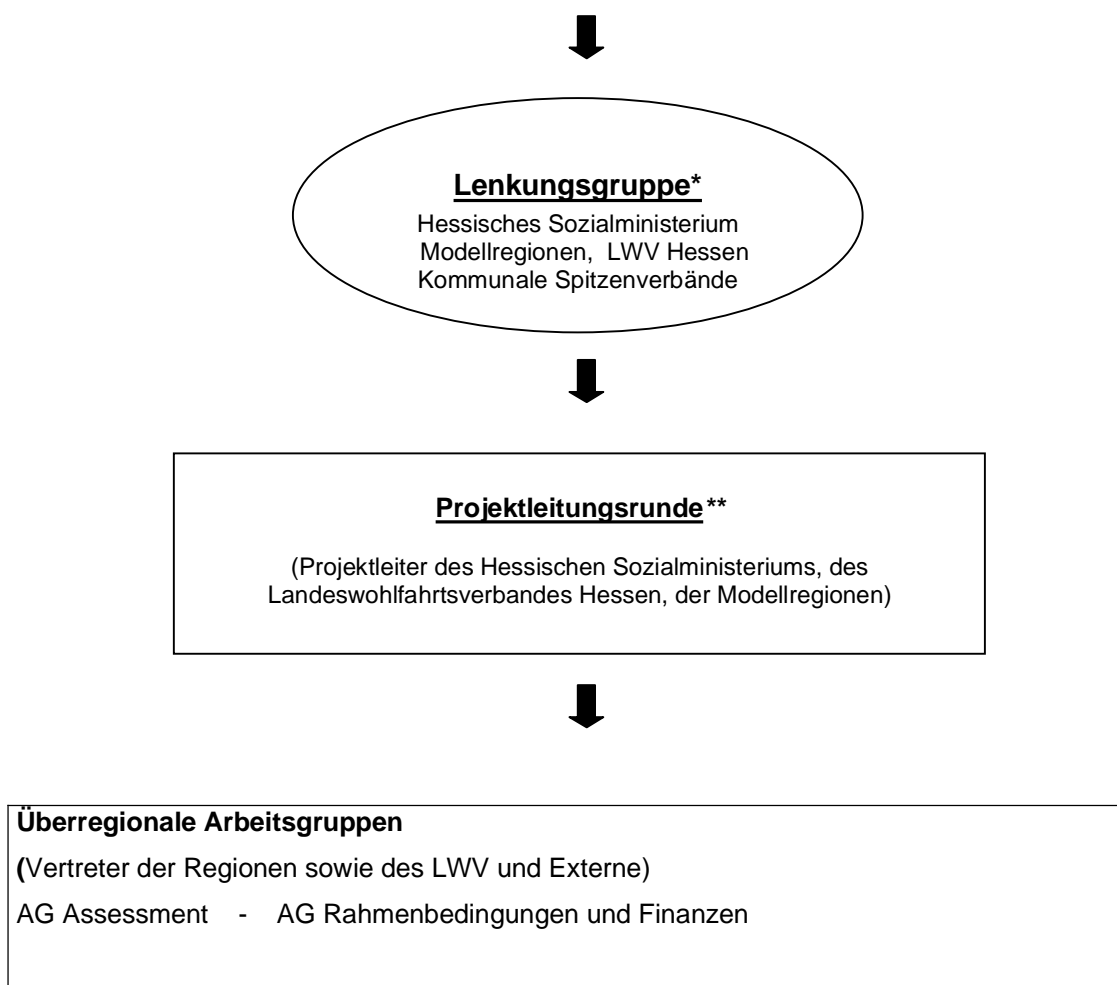 Lenkungsgruppe*
Hessisches Sozialministerium
Modellregionen, LWV Hessen
Kommunale Spitzenverbände
Projektleitungsrunde**
(Projektleiter des Hessischen Sozialministeriums, des
Landeswohlfahrtsverbandes Hessen, der Modellregionen)
Überregionale Arbeitsgruppen
(Vertreter der Regionen sowie des LWV und Externe)
AG Assessment - AG Rahmenbedingungen und Finanzen